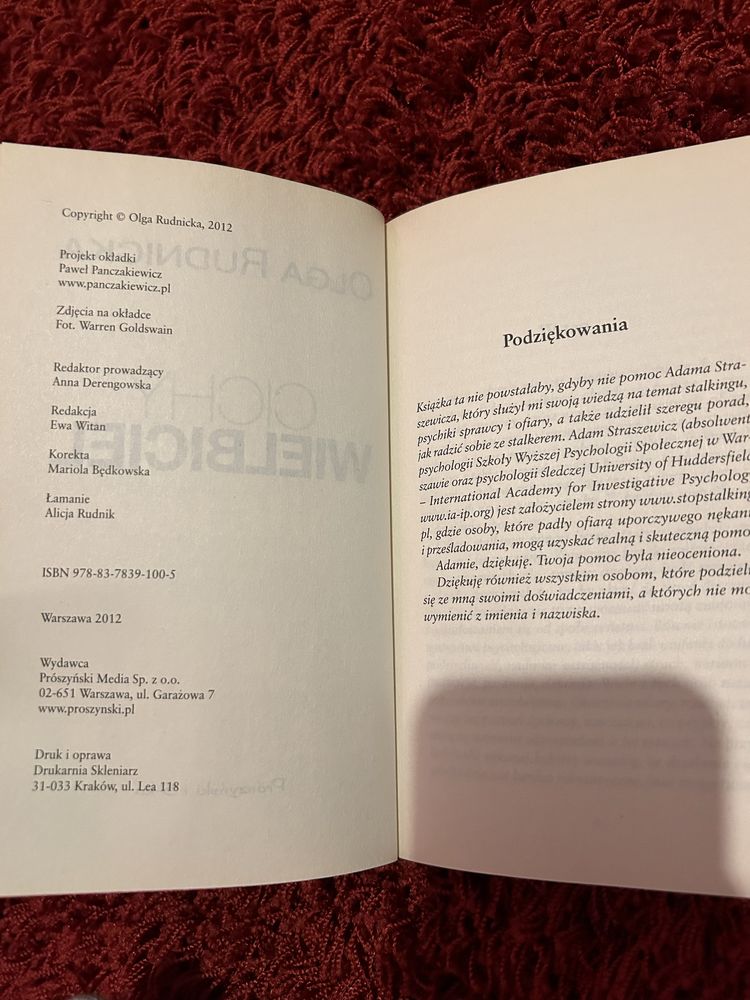 Copyright © Olga Rudnicka, 2012
Projekt okładki
Paweł Panczakiewicz
www.panczakiewicz.pl
Zdjęcia na okładce
Fot. Warren Goldswain
Redaktor prowadzący
Anna Derengowska
Redakcja
Ewa Witan
Korekta
Mariola Będkowska
Łamanie
Alicja Rudnik
ISBN 978-83-7839-100-5
Warszawa 2012
Wydawca
Prószyński Media Sp. z o.o.
02-651 Warszawa, ul. Garażowa 7
www.proszynski.pl
Druk i oprawa
Drukarnia Skleniarz
31-033 Kraków, ul. Lea 118
OLGA RUDNICKA
CICHY
WIELBICIEL
Prószyński
Podziękowania
Książka ta nie powstałaby, gdyby nie pomoc Adama Stra-
szewicza, który służył mi swoją wiedzą na temat stalkingu,
psychiki sprawcy i ofiary, a także udzielił szeregu porad,
jak radzić sobie ze stalkerem. Adam Straszewicz (absolwent
psychologii Szkoły Wyższej Psychologii Społecznej w War-
szawie oraz psychologii śledczej University of Huddersfield
– International Academy for Investigative Psychology
www.ia-ip.org) jest założycielem strony www.stopstalking
pl, gdzie osoby, które padły ofiarą uporczywego nękani
i prześladowania, mogą uzyskać realną i skuteczną pomo
Adamie, dziękuję. Twoja pomoc była nieoceniona.
Dziękuję również wszystkim osobom, które podzieli
się ze mną swoimi doświadczeniami, a których nie mo
wymienić z imienia i nazwiska.